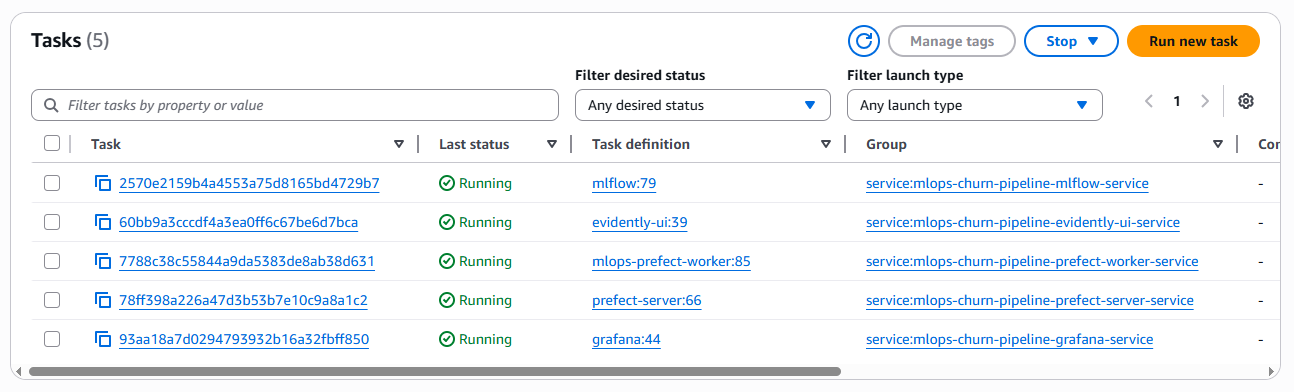 Tasks (5)
Manage tags
Stop
Run new task
Filter desired status
Filter launch type
Filter tasks by property or value
Any desired status
Any launch type
1
Task Last status Task definition Group Con
2570e2159b4a4553a75d8165bd4729b7 Running mlflow:79 service:mlops-churn-pipeline-mlflow-service -
60bb9a3cccdf4a3ea0ff6c67be6d7bca Running evidently-ui:39 service:mlops-churn-pipeline-evidently-ui-service -
7788c38c55844a9da5383de8ab38d631 Running mlops-prefect-worker:85 service:mlops-churn-pipeline-prefect-worker-service -
78ff398a226a47d3b53b7e10c9a8a1c2 Running prefect-server:66 service:mlops-churn-pipeline-prefect-server-service -
93aa18a7d0294793932b16a32fbff850 Running grafana:44 service:mlops-churn-pipeline-grafana-service -